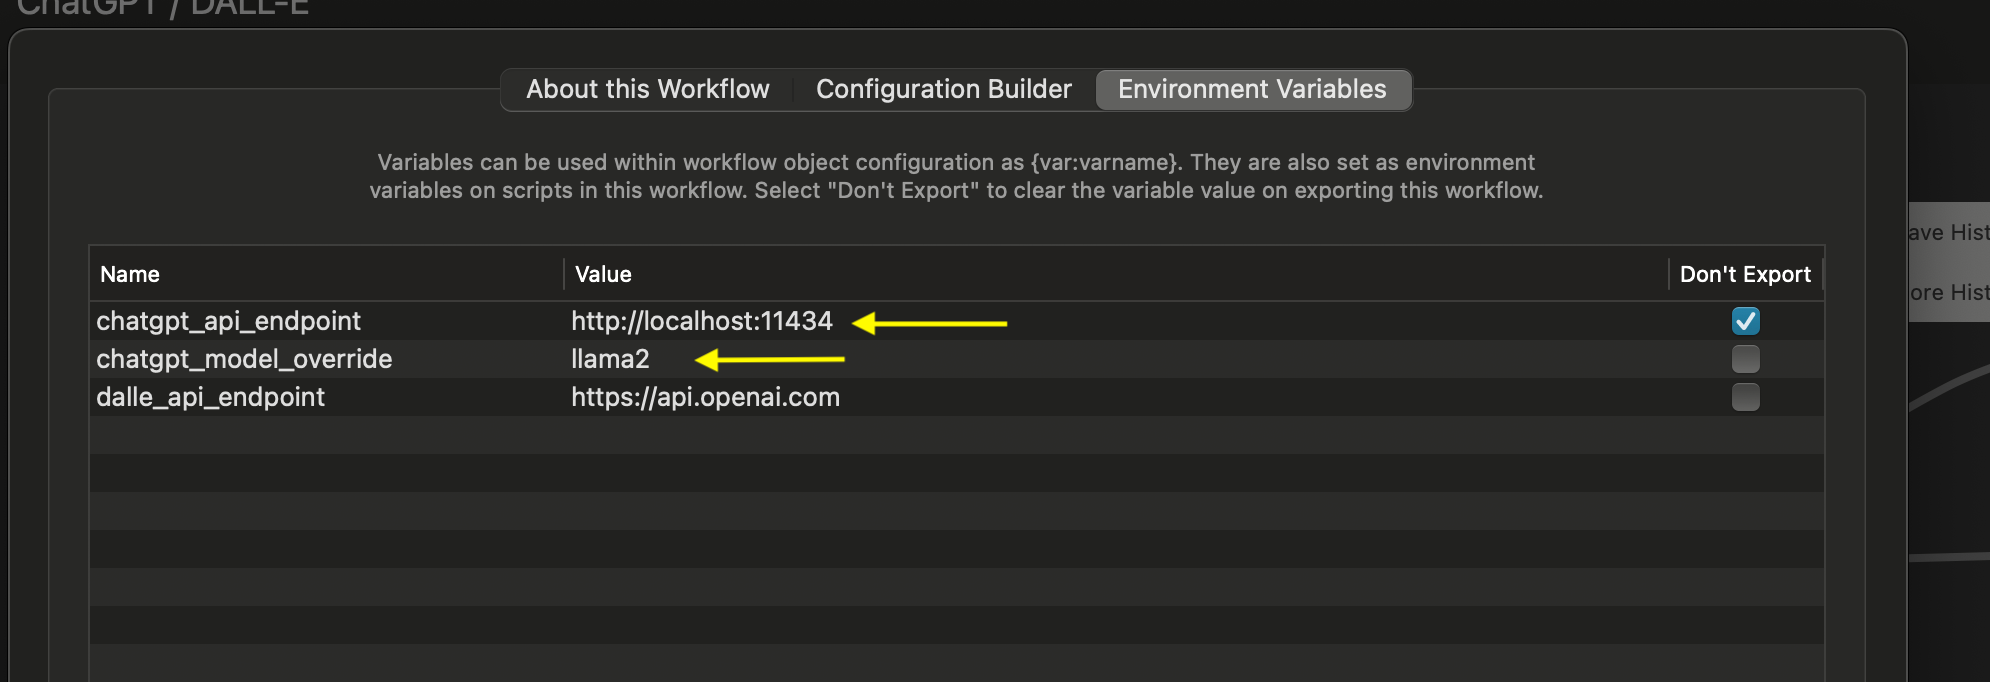 ChatGPT / DALL-E
About this Workflow
Configuration Builder
Environment Variables
Variables can be used within workflow object configuration as {var:varname}. They are also set as environment
variables on scripts in this workflow. Select "Don't Export" to clear the variable value on exporting this workflow.
Name Value Don't Export
chatgpt_api_endpoint http://localhost:11434
chatgpt_model_override llama2
dalle_api_endpoint https://api.openai.com
ave Hist
ore Hist